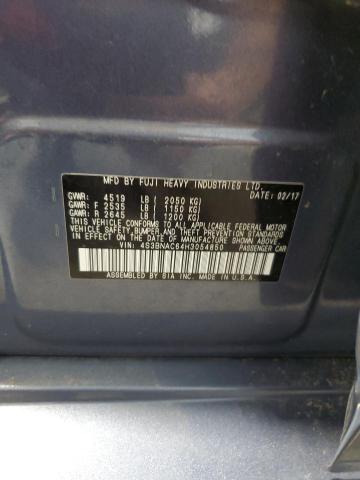 MFD BY FUJI HEAVY INDUSTRIES LTD.
DATE: 02/17
GVWR: 4519 LB ( 2050 KG)
GAWR: F 2535 LB ( 1150 KG)
GAWR: R 2645 LB ( 1200 KG)
THIS VEHICLE CONFORMS TO ALL APPLICABLE FEDERAL MOTOR
VEHICLE SAFETY, BUMPER AND THEFT PREVENTION STANDARDS
IN EFFECT ON THE DATE OF MANUFACTURE SHOWN ABOVE.
VIN: 4S3BNAC64H3054850 PASSENGER CAR
ASSEMBLED BY SIA INC. MADE IN U.S.A.